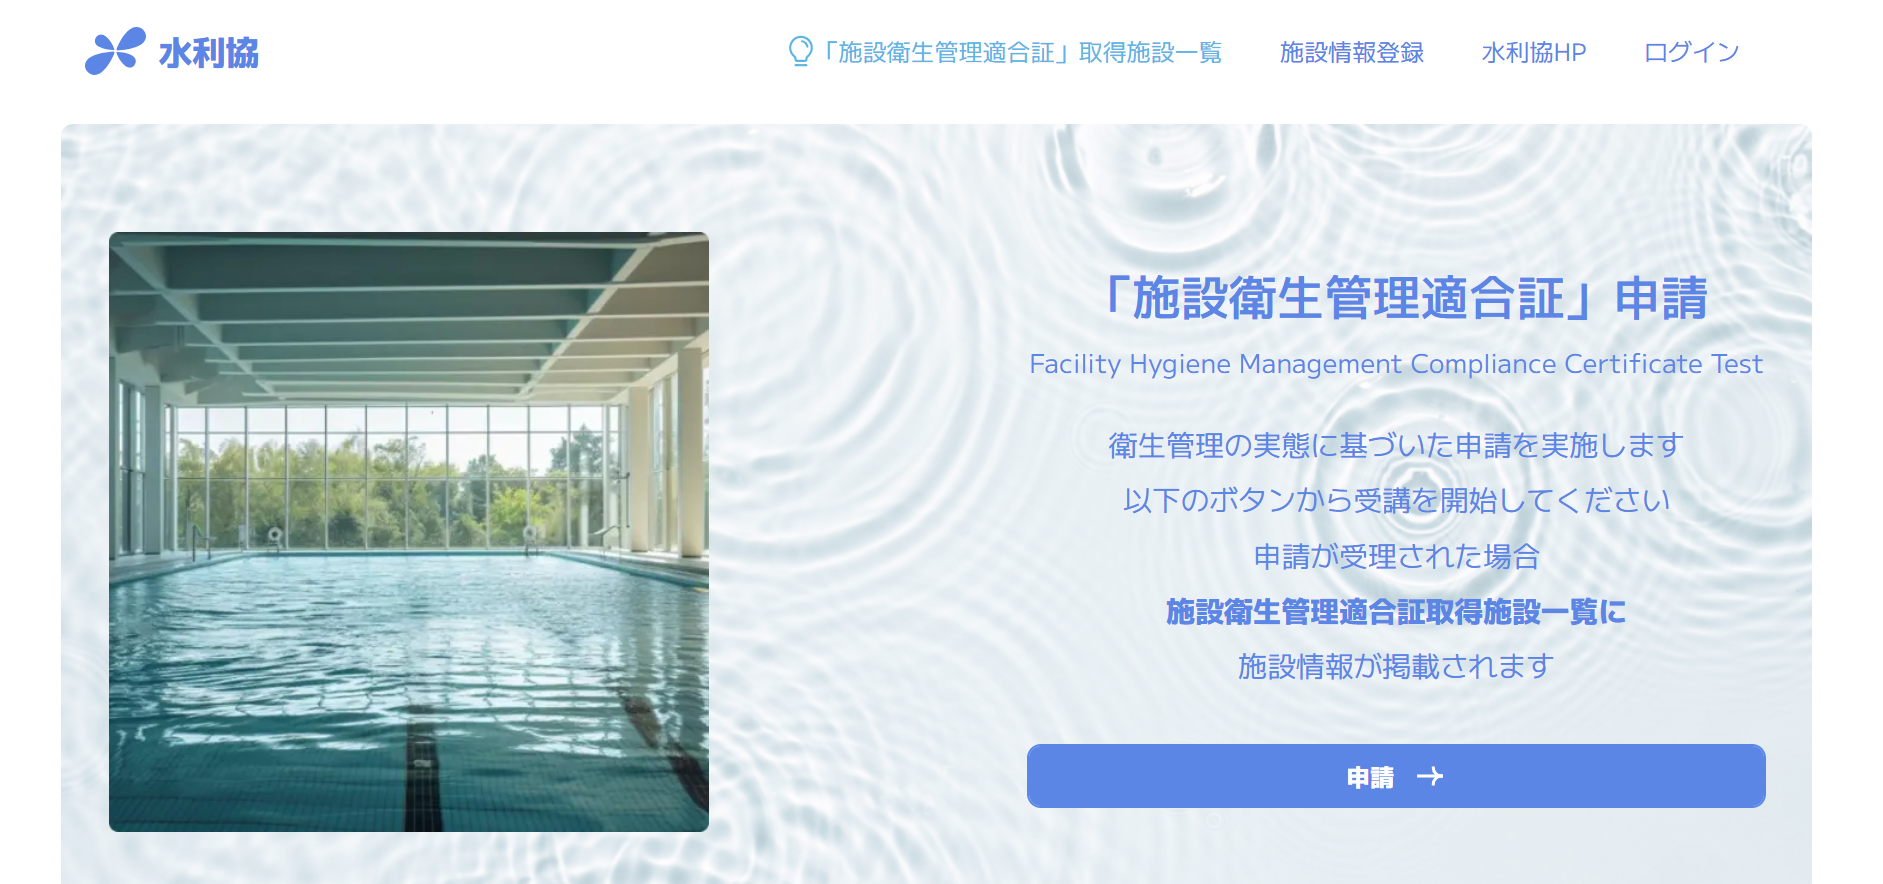 水利協
「施設衛生管理適合証」取得施設一覧
施設情報登録
水利協HP
ログイン
「施設衛生管理適合証」申請
Facility Hygiene Management Compliance Certificate Test
衛生管理の実態に基づいた申請を実施します
以下のボタンから受講を開始してください
申請が受理された場合
施設衛生管理適合証取得施設一覧に
施設情報が掲載されます
申請